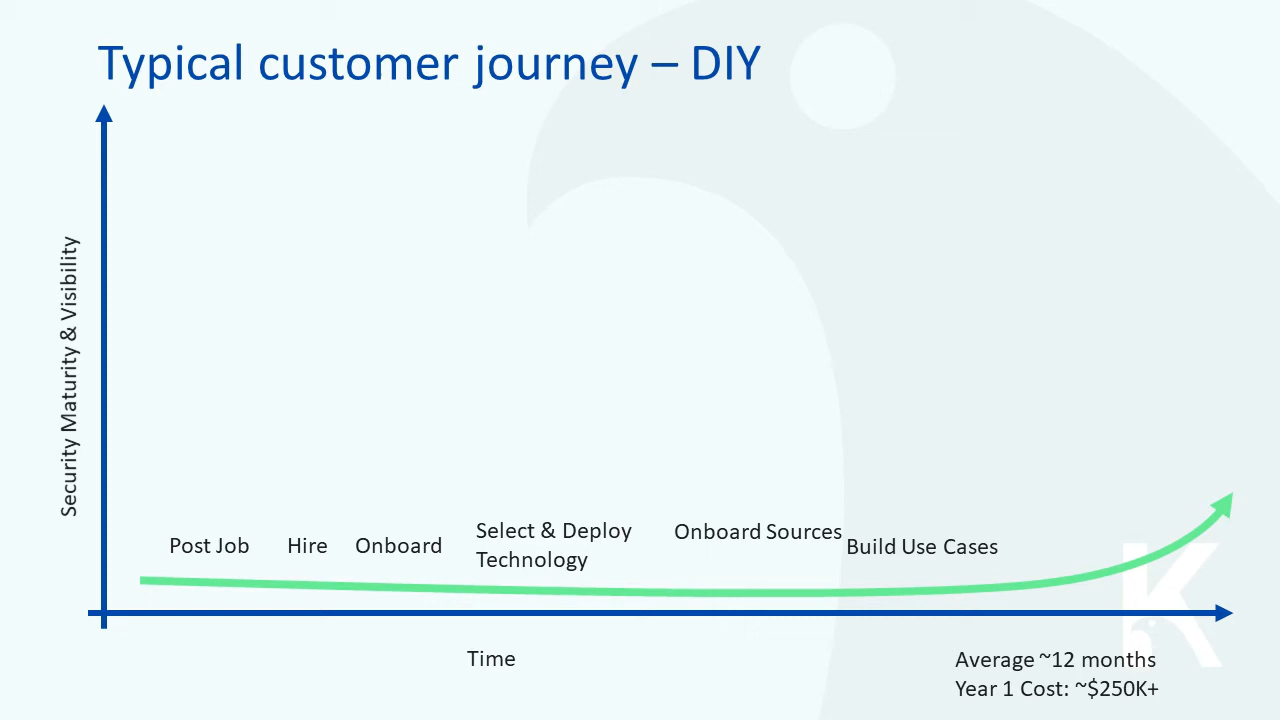 Typical customer journey – DIY
Security Maturity & Visibility
Post Job
Hire
Onboard
Select & Deploy
Technology
Onboard Sources
Build Use Cases
Time
Average ~12 months
Year 1 Cost: ~$250K+
K